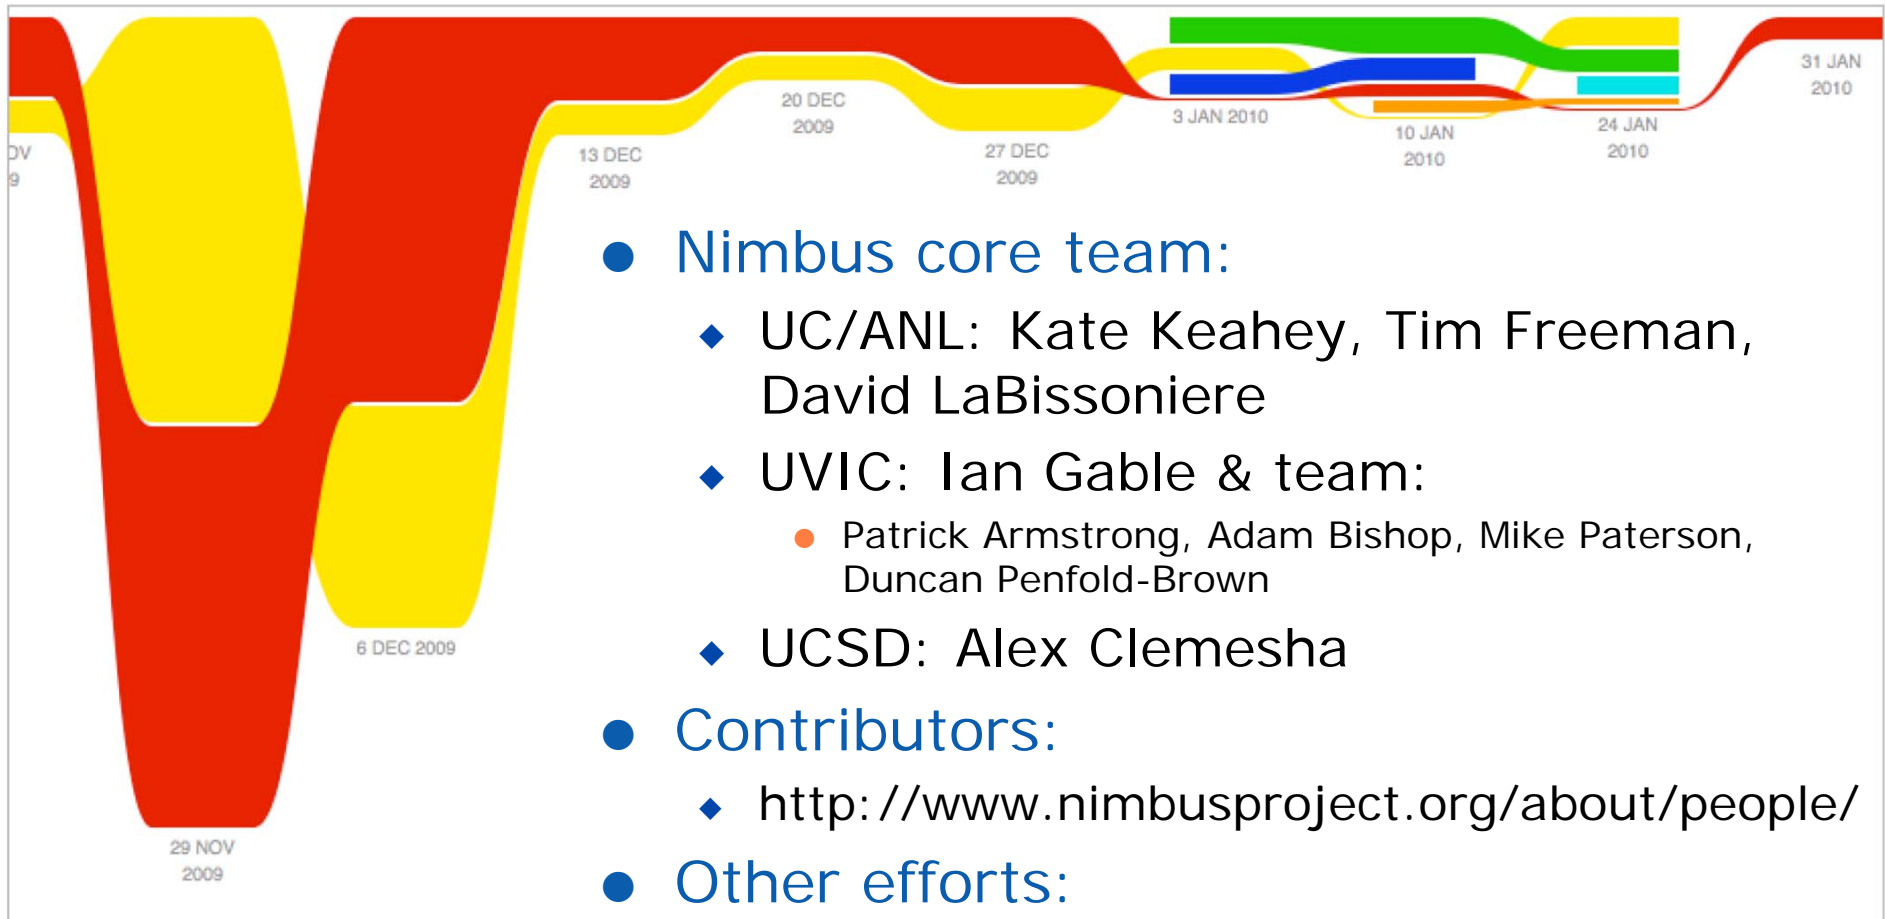 31 JAN
2010
20 DEC
2009
3 JAN 2010
24 JAN
2010
10 JAN
2010
13 DEC
2009
27 DEC
2009
6 DEC 2009
29 NOV
2009
Nimbus core team:
UC/ANL: Kate Keahey, Tim Freeman,
David LaBissoniere
UVIC: Ian Gable & team:
Patrick Armstrong, Adam Bishop, Mike Paterson,
Duncan Penfold-Brown
UCSD: Alex Clemesha
Contributors:
http://www.nimbusproject.org/about/people/
Other efforts: